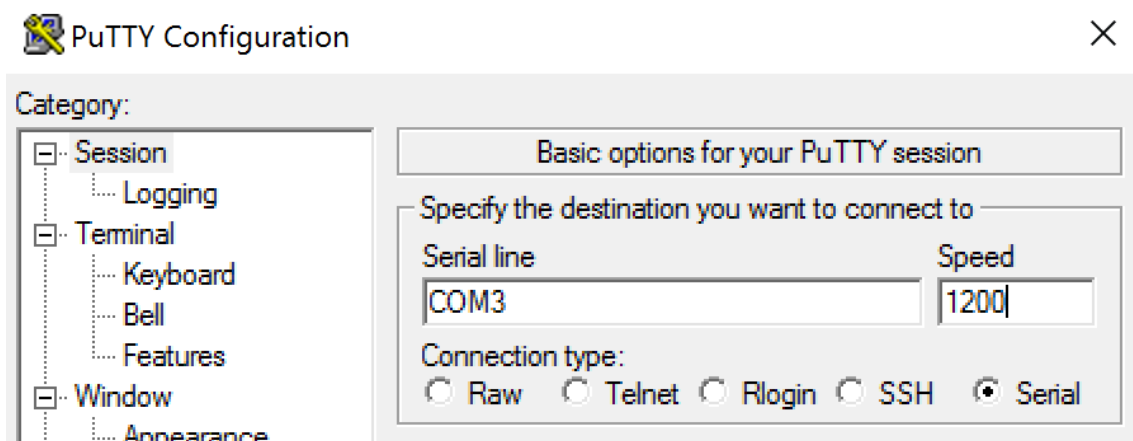 PuTTY Configuration
Category:
Session
Logging
Terminal
Keyboard
Bell
Features
Window
Appearance
Basic options for your PuTTY session
Specify the destination you want to connect to
Serial line Speed
COM3 1200
Connection type:
Raw Telnet Rlogin SSH Serial